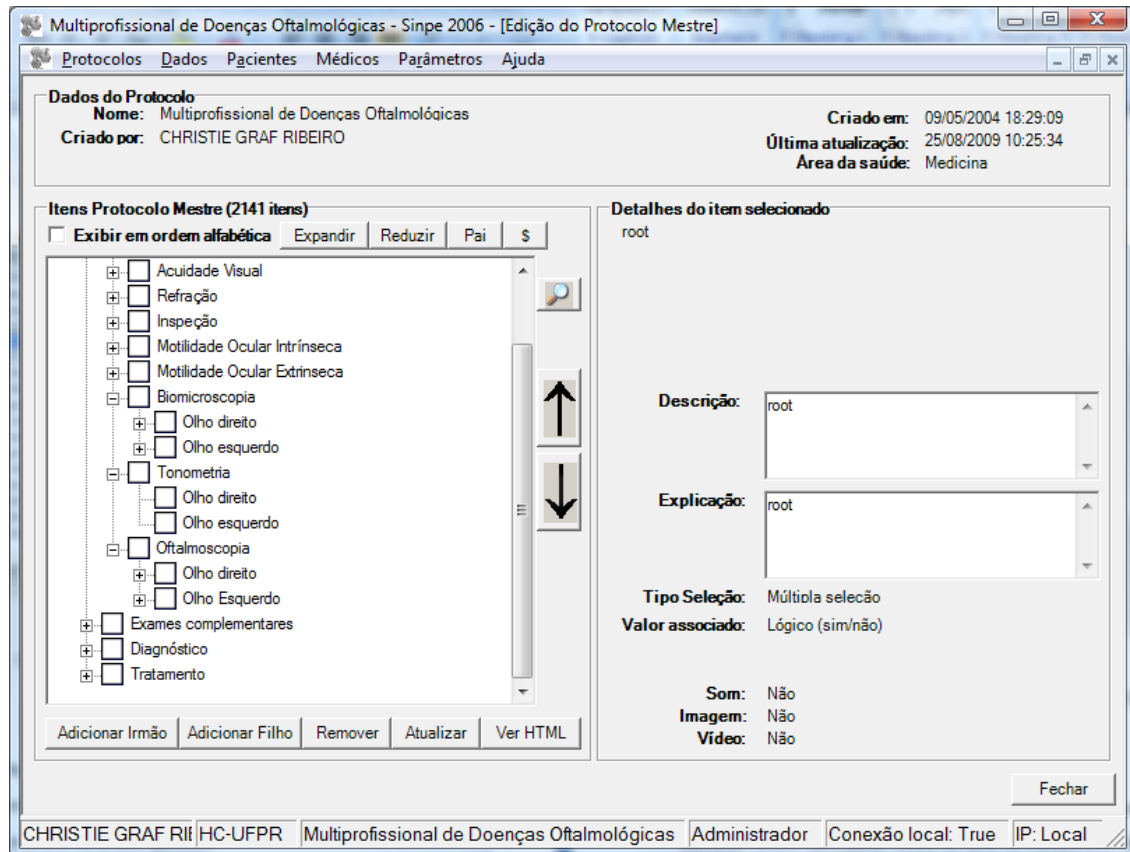 Multiprofissional de Doenças Oftalmológicas - Sinpe 2006 - [Edição do Protocolo Mestre]
Protocolos Dados Pacientes Médicos Parâmetros Ajuda
Dados do Protocolo
Nome: Multiprofissional de Doenças Oftalmológicas
Criado por: CHRISTIE GRAF RIBEIRO
Criado em: 09/05/2004 18:29:09
Última atualização: 25/08/2009 10:25:34
Área da saúde: Medicina
Itens Protocolo Mestre (2141 itens)
Exibir em ordem alfabética Expandir Reduzir Pai $
Acuidade Visual
Refração
Inspeção
Motilidade Ocular Intrínseca
Motilidade Ocular Extrinseca
Biomicroscopia
Olho direito
Olho esquerdo
Tonometria
Olho direito
Olho esquerdo
Oftalmoscopia
Olho direito
Olho Esquerdo
Exames complementares
Diagnóstico
Tratamento
Adicionar Irmão Adicionar Filho Remover Atualizar Ver HTML
Detalhes do item selecionado
root
Descrição: root
Explicação: root
Tipo Seleção: Múltipla seleção
Valor associado: Lógico (sim/não)
Som: Não
Imagem: Não
Vídeo: Não
Fechar
CHRISTIE GRAF RIE HC-UFPR Multiprofissional de Doenças Oftalmológicas Administrador Conexão local: True IP: Local